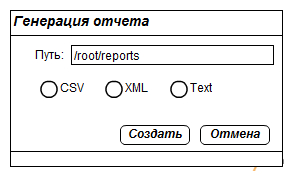 Генерация отчета
Путь: /root/reports
CSV XML Text
Создать Отмена